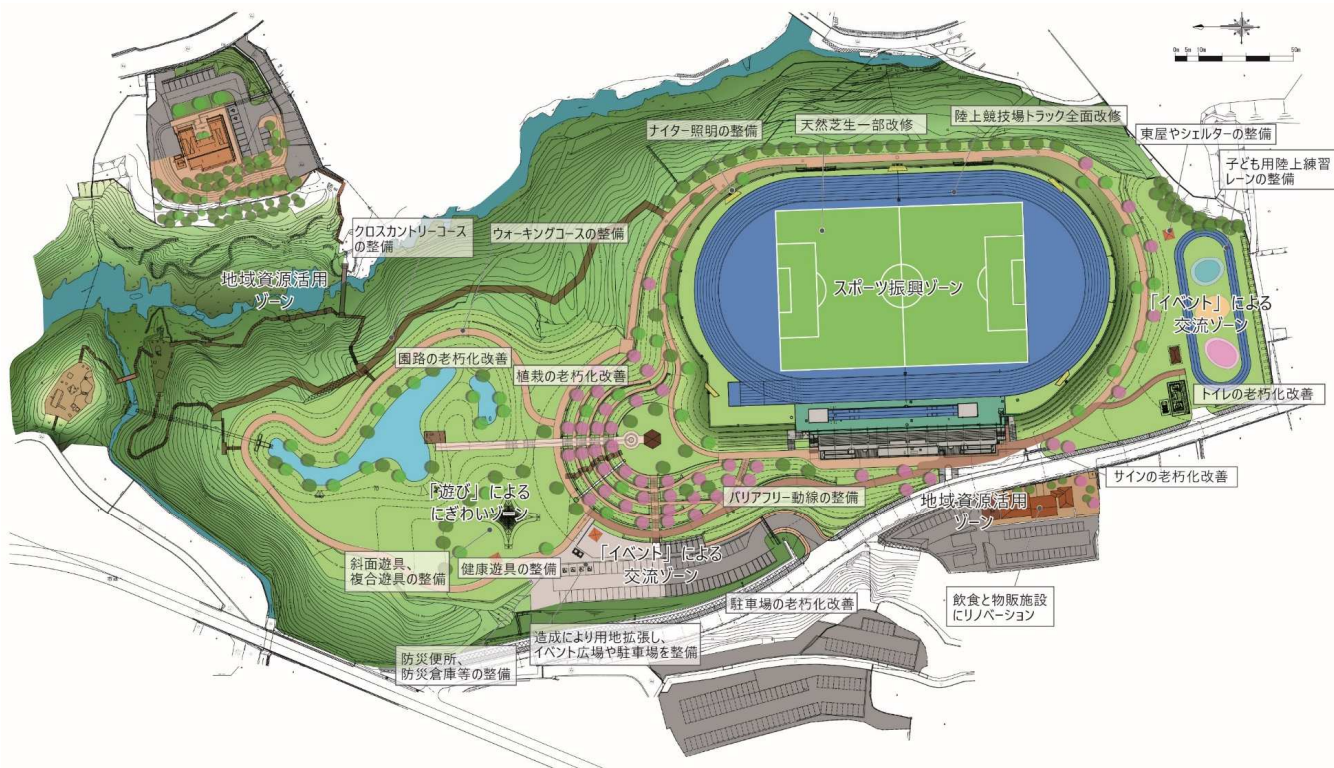 0m 5m 10m 50m
ナイター照明の整備
天然芝生一部改修
陸上競技場トラック全面改修
東屋やシェルターの整備
子ども用陸上練習
レーンの整備
クロスカントリーコース
の整備
ウォーキングコースの整備
地域資源活用
ゾーン
スポーツ振興ゾーン
「イベント」による
交流ゾーン
園路の老朽化改善
植栽の老朽化改善
トイレの老朽化改善
サインの老朽化改善
「遊び」による
にぎわいゾーン
バリアフリー動線の整備
地域資源活用
ゾーン
斜面遊具、
複合遊具の整備
健康遊具の整備
「イベント」による
交流ゾーン
駐車場の老朽化改善
飲食と物販施設
にリノベーション
防災便所、
防災倉庫等の整備
造成により用地拡張し、
イベント広場や駐車場を整備